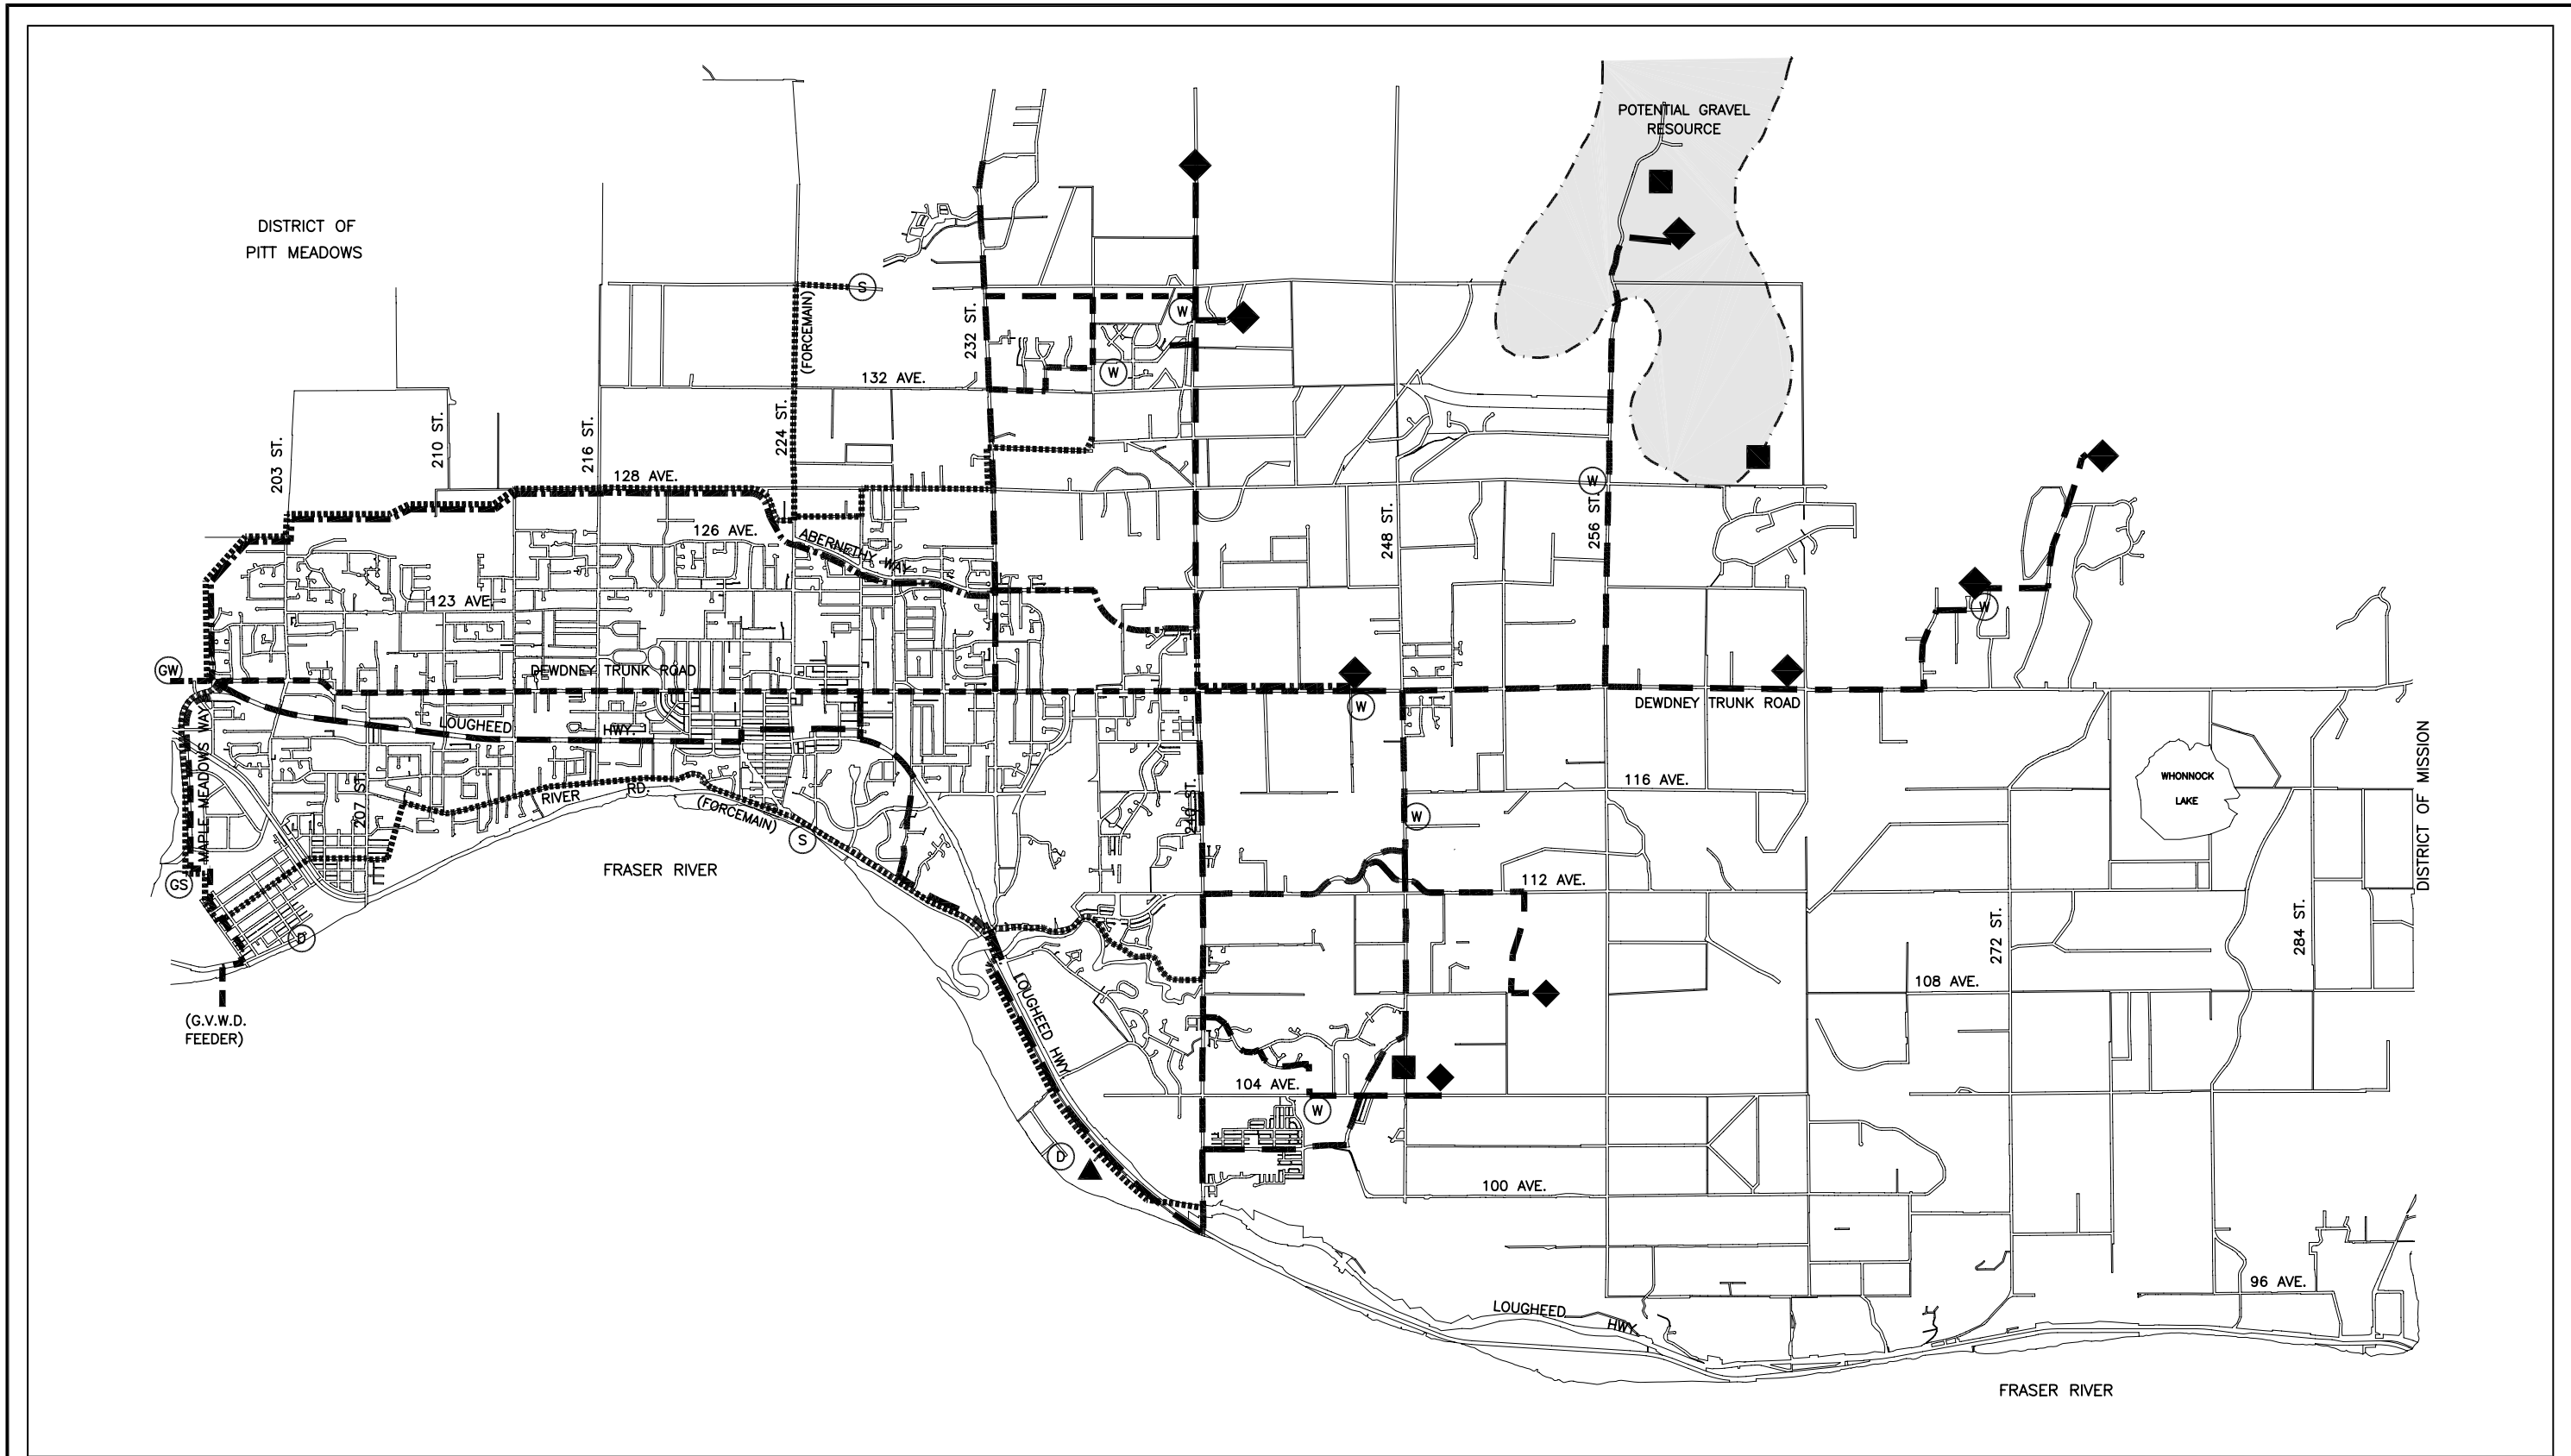 POTENTIAL GRAVEL
RESOURCE
DISTRICT OF
PITT MEADOWS
S
(FORCEMAIN)
232 ST.
W
W
132 AVE.
203 ST.
210 ST.
216 ST.
224 ST.
128 AVE.
126 AVE.
ABERNETHY WAY
W
248 ST.
256 ST.
123 AVE.
W
GW
DEWDNEY TRUNK ROAD
DEWDNEY TRUNK ROAD
W
LOUGHEED
HWY.
MAPLE MEADOWS WAY
207 ST.
RIVER RD.
(FORCEMAIN)
S
240 ST.
W
116 AVE.
WHONNOCK
LAKE
DISTRICT OF MISSION
GS
FRASER RIVER
112 AVE.
D
272 ST.
284 ST.
108 AVE.
(G.V.W.D.
FEEDER)
LOUGHEED HWY.
104 AVE.
W
D
100 AVE.
96 AVE.
LOUGHEED
HWY.
FRASER RIVER